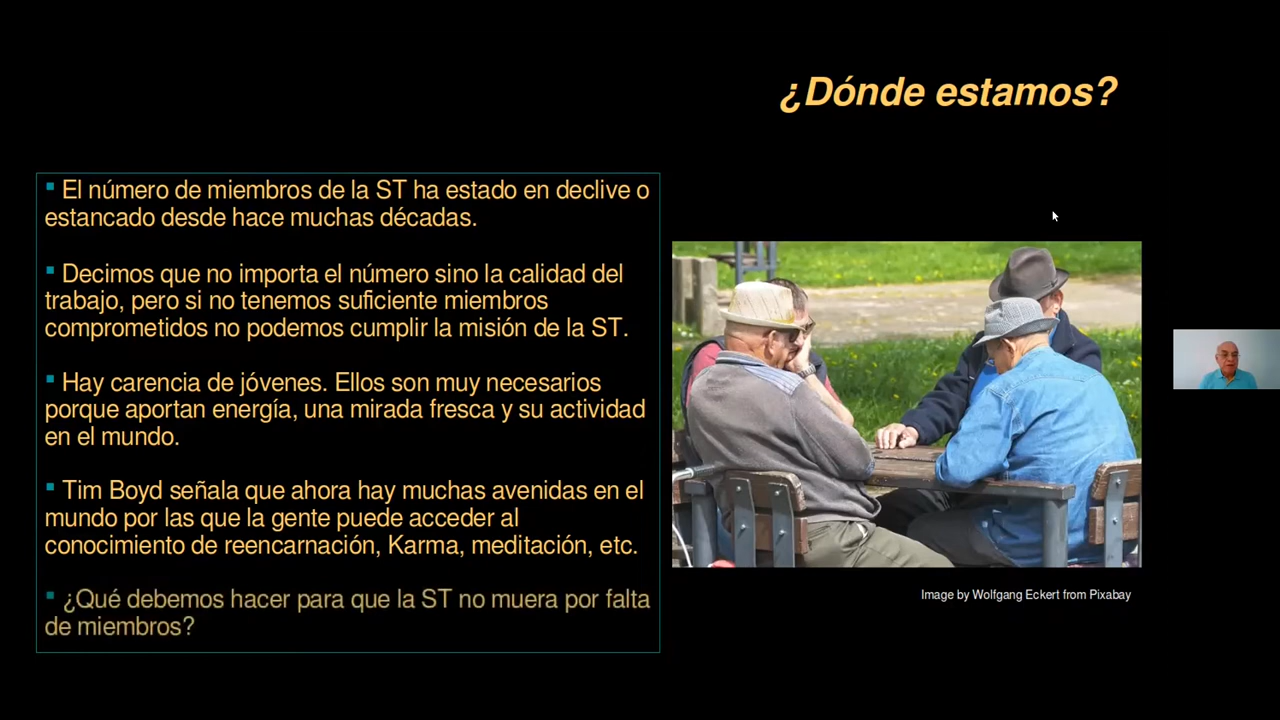 ¿Dónde estamos?
El número de miembros de la ST ha estado en declive o
estancado desde hace muchas décadas.
Decimos que no importa el número sino la calidad del
trabajo, pero si no tenemos suficiente miembros
comprometidos no podemos cumplir la misión de la ST.
Hay carencia de jóvenes. Ellos son muy necesarios
porque aportan energía, una mirada fresca y su actividad
en el mundo.
Tim Boyd señala que ahora hay muchas avenidas en el
mundo por las que la gente puede acceder al
conocimiento de reencarnación, Karma, meditación, etc.
¿Qué debemos hacer para que la ST no muera por falta
de miembros?
Image by Wolfgang Eckert from Pixabay